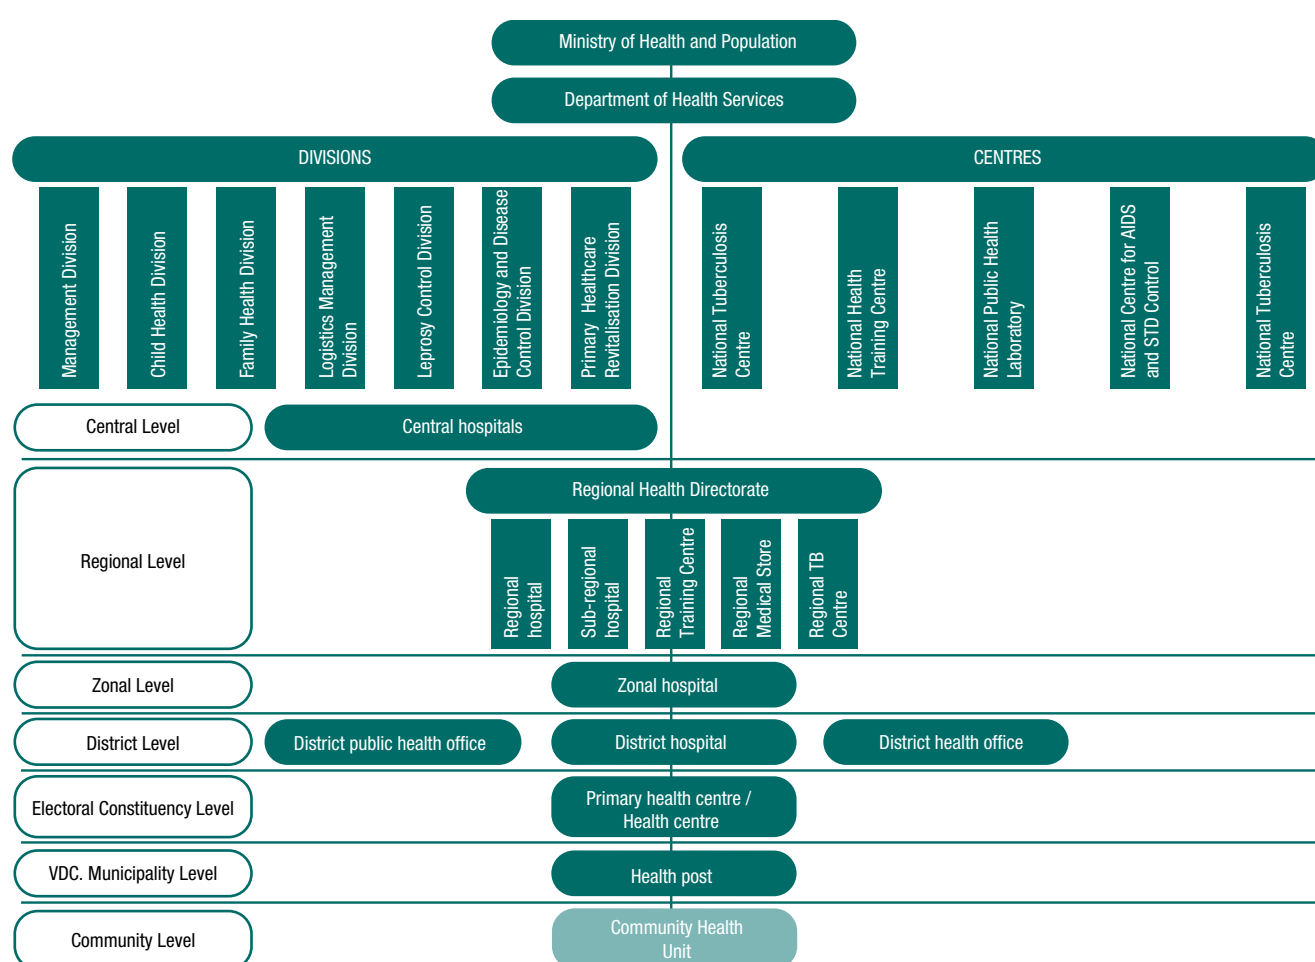 Ministry of Health and Population
Department of Health Services
DIVISIONS
CENTRES
Management Division
Child Health Division
Family Health Division
Logistics Management
Division
Leprosy Control Division
Epidemiology and Disease
Control Division
Primary Healthcare
Revitalisation Division
National Tuberculosis
Centre
National Health
Training Centre
National Public Health
Laboratory
National Centre for AIDS
and STD Control
National Tuberculosis
Centre
Central Level
Central hospitals
Regional Health Directorate
Regional Level
Regional
hospital
Sub-regional
hospital
Regional
Training Centre
Regional
Medical Store
Regional TB
Centre
Zonal Level
Zonal hospital
District Level
District public health office
District hospital
District health office
Electoral Constituency Level
Primary health centre /
Health centre
VDC. Municipality Level
Health post
Community Level
Community Health
Unit